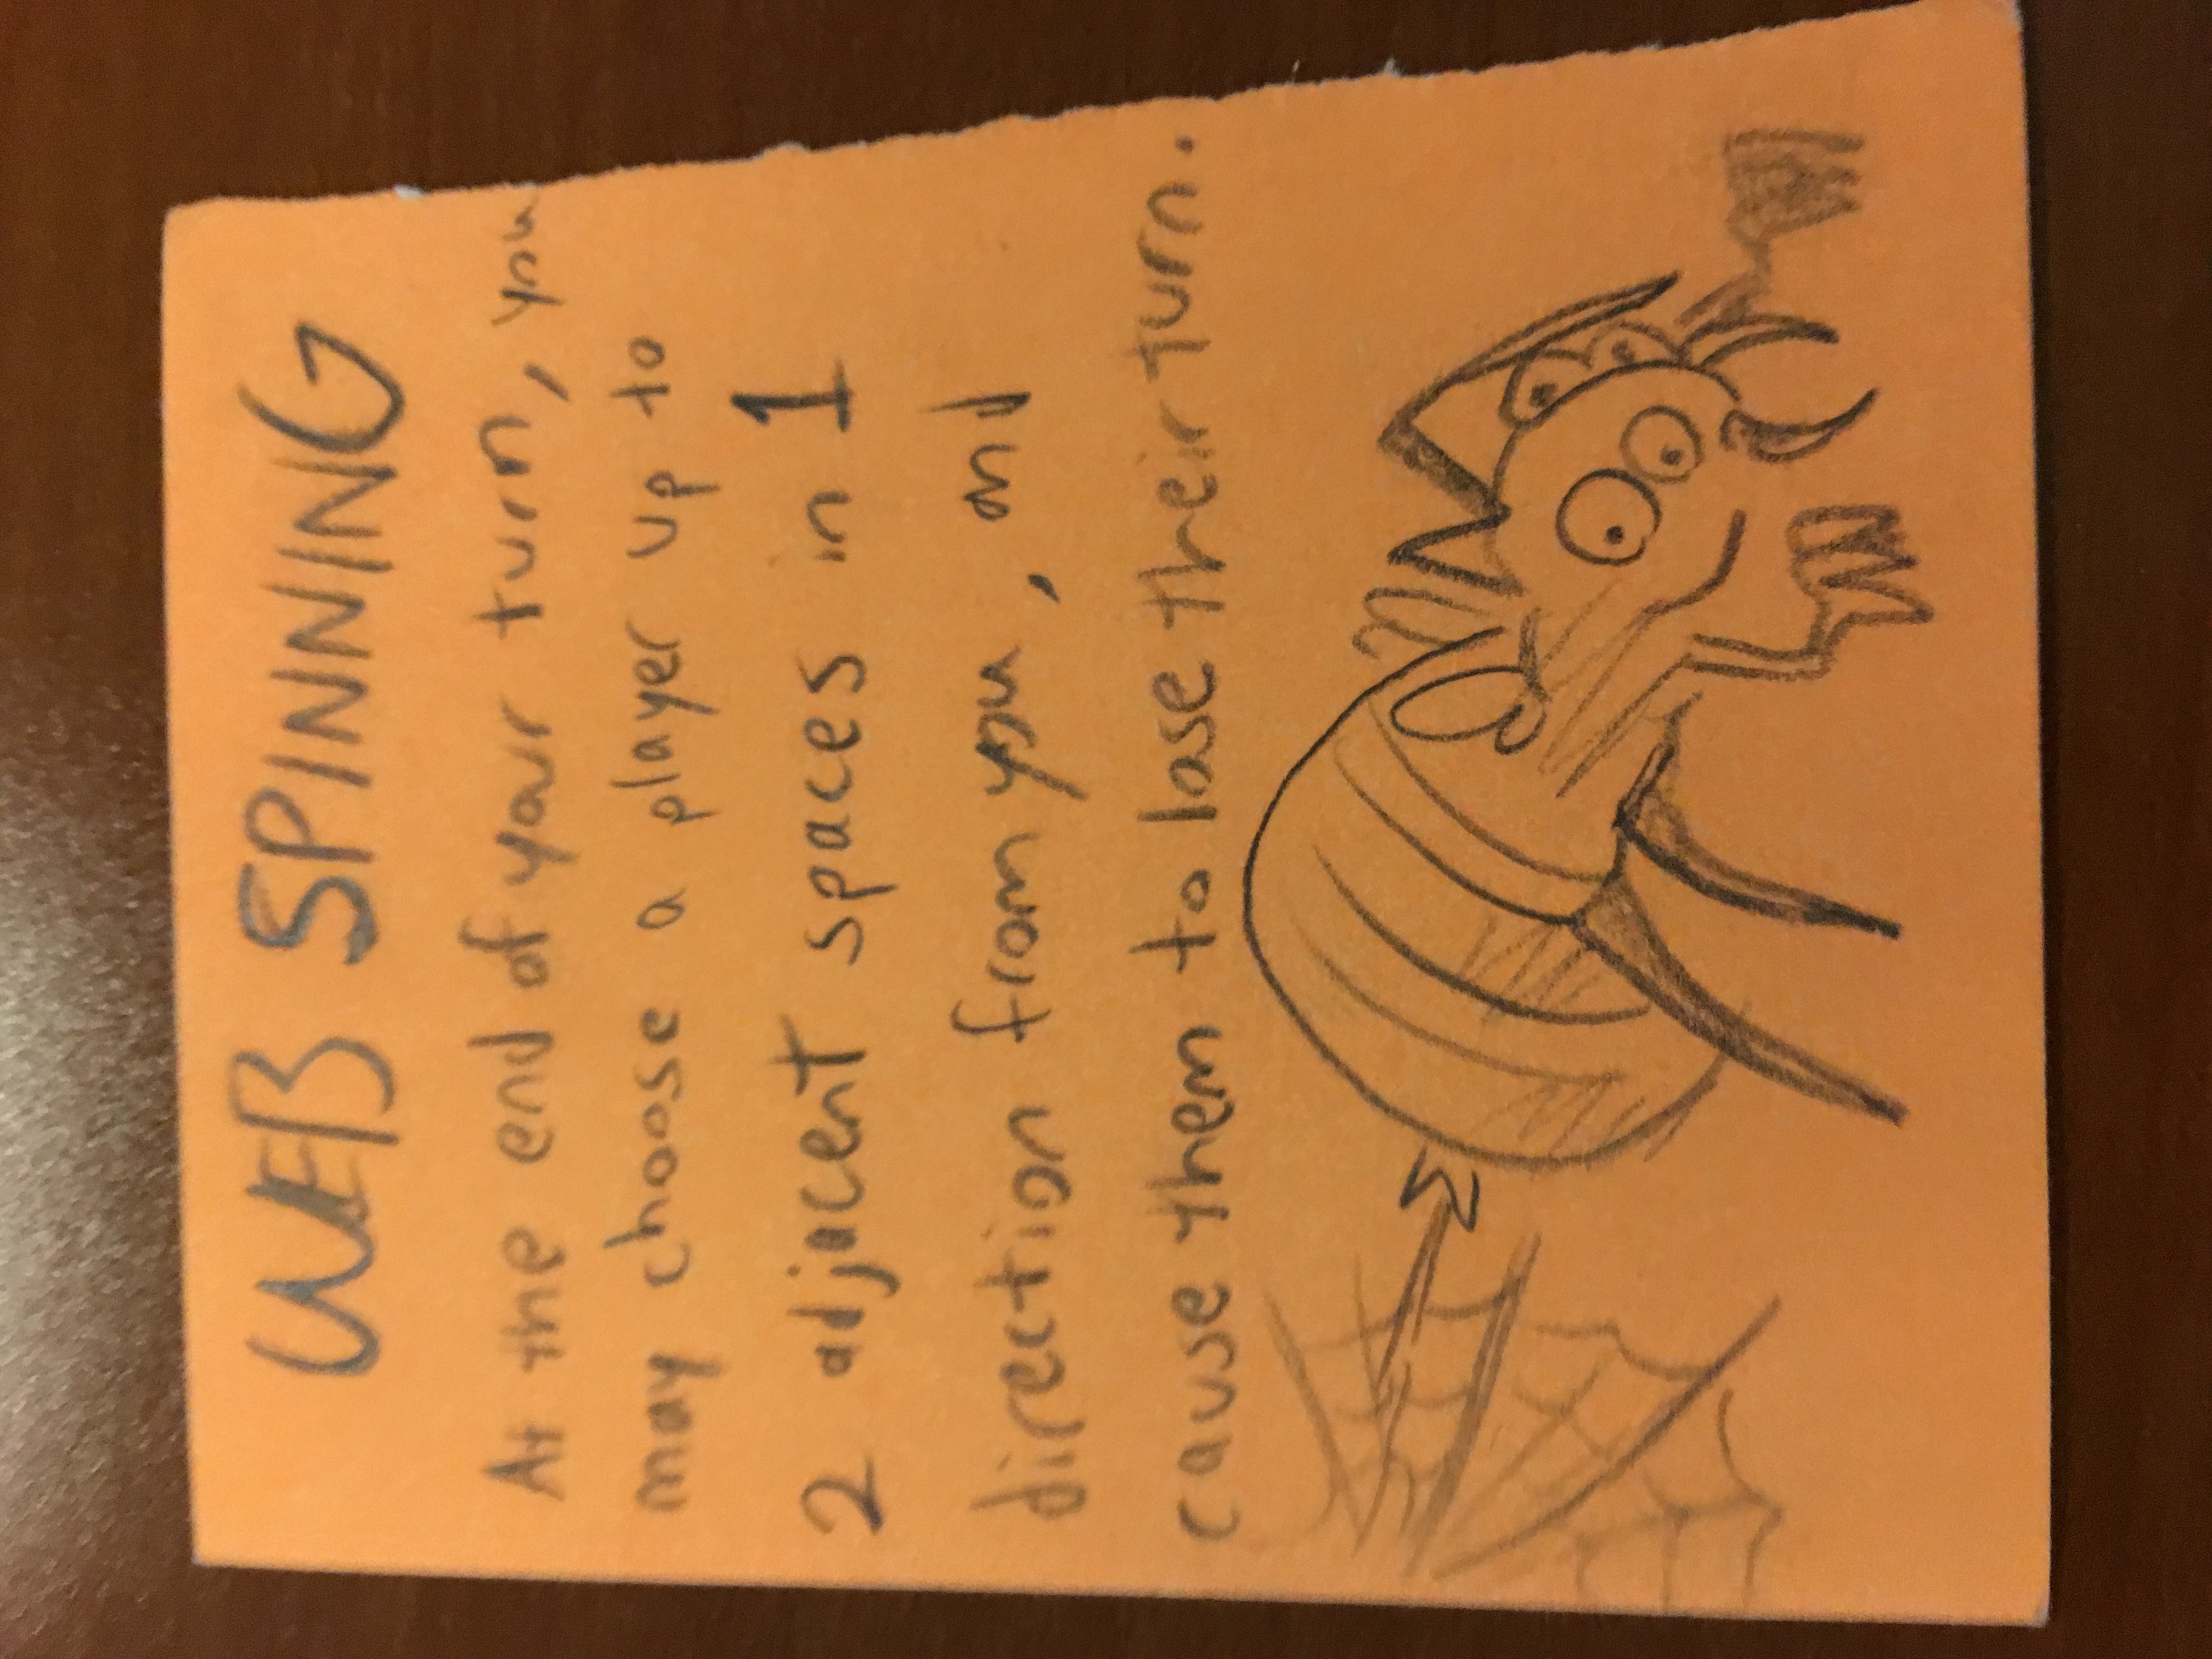 WEB SPINNING
At the end of your turn, you
may choose a player up to
2 adjacent spaces in 1
direction from you, and
cause them to lose their turn.